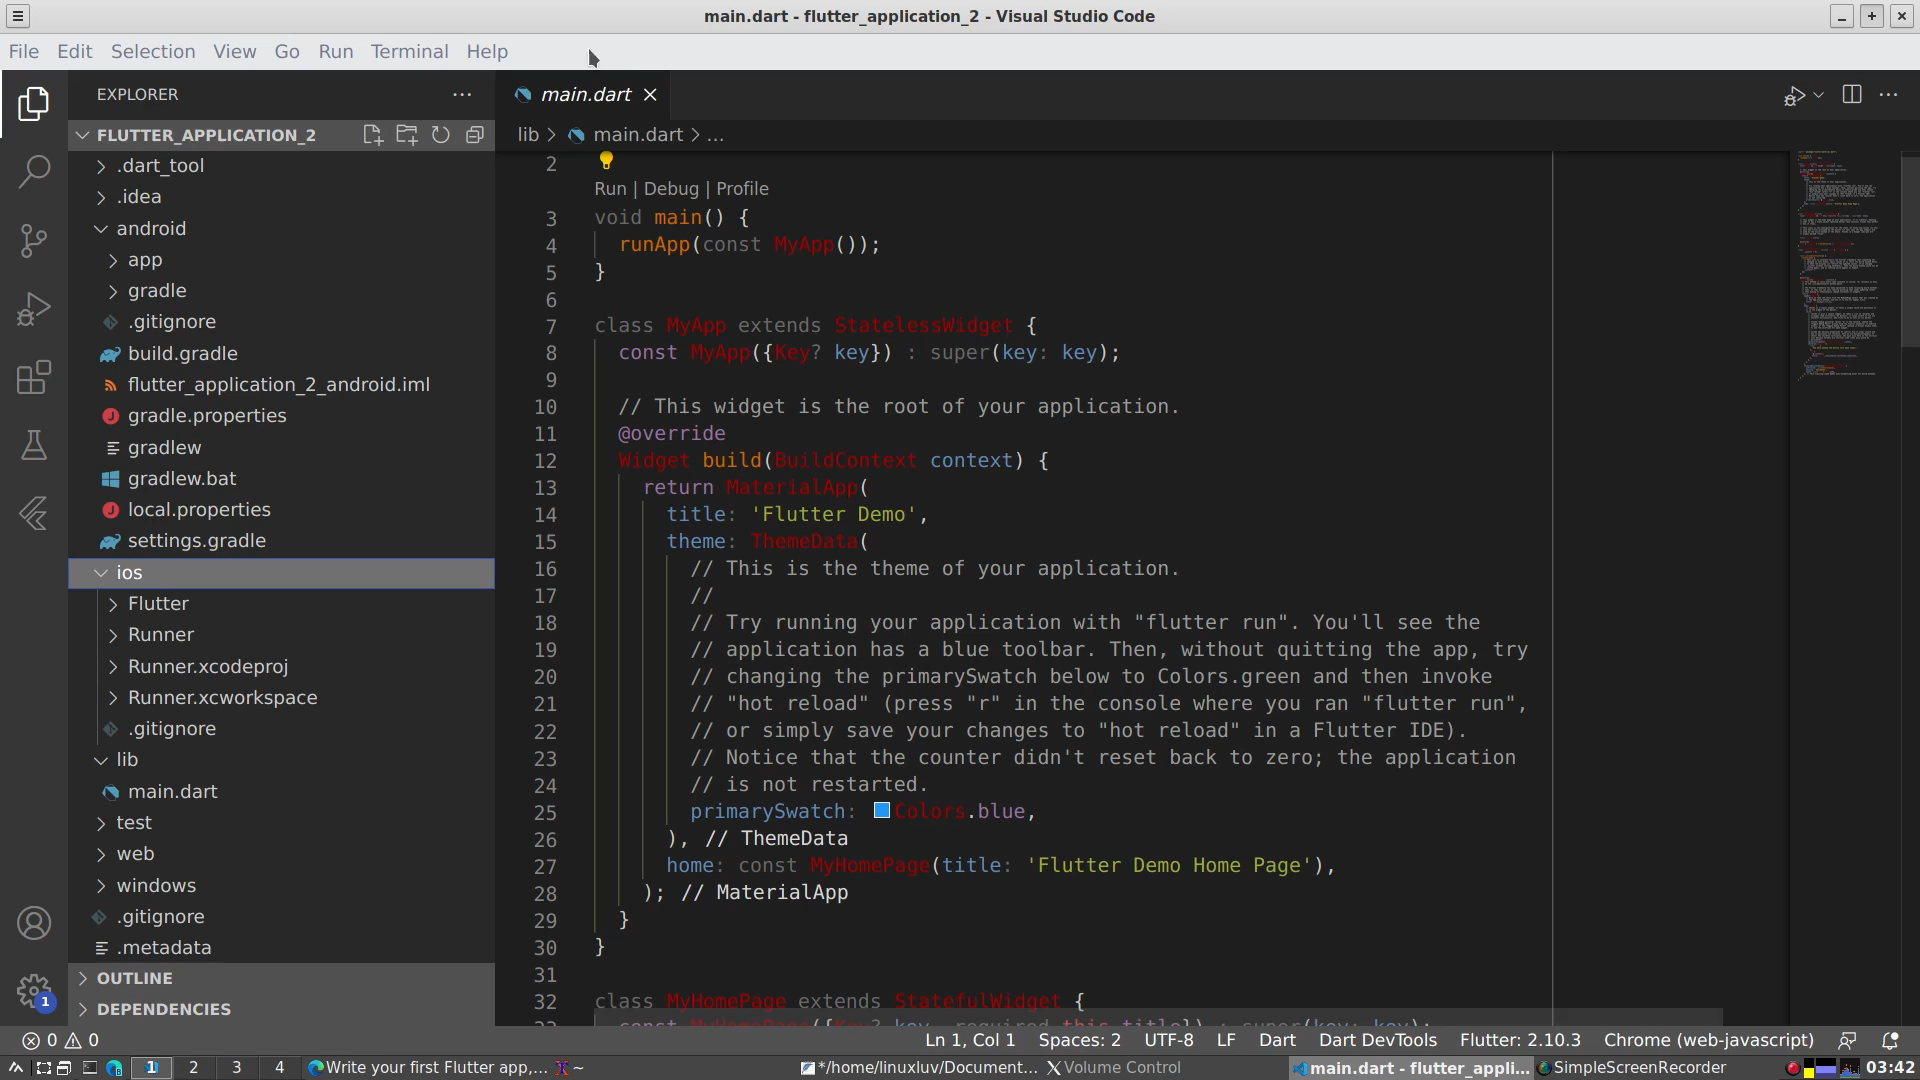 main.dart - flutter_application_2 - Visual Studio Code
File Edit Selection View Go Run Terminal Help
EXPLORER
main.dart
FLUTTER_APPLICATION_2
lib > main.dart > ...
.dart_tool
.idea
android
app
gradle
.gitignore
build.gradle
flutter_application_2_android.iml
gradle.properties
gradlew
gradlew.bat
local.properties
settings.gradle
ios
Flutter
Runner
Runner.xcodeproj
Runner.xcworkspace
.gitignore
lib
main.dart
test
web
windows
.gitignore
.metadata
OUTLINE
DEPENDENCIES
1
2
Run | Debug | Profile
3 void main() {
4 runApp(const MyApp());
5 }
6
7 class MyApp extends StatelessWidget {
8 const MyApp({Key? key}) : super(key: key);
9
10 // This widget is the root of your application.
11 @override
12 Widget build(BuildContext context) {
13 return MaterialApp(
14 title: 'Flutter Demo',
15 theme: ThemeData(
16 // This is the theme of your application.
17 //
18 // Try running your application with "flutter run". You'll see the
19 // application has a blue toolbar. Then, without quitting the app, try
20 // changing the primarySwatch below to Colors.green and then invoke
21 // "hot reload" (press "r" in the console where you ran "flutter run",
22 // or simply save your changes to "hot reload" in a Flutter IDE).
23 // Notice that the counter didn't reset back to zero; the application
24 // is not restarted.
25 primarySwatch: Colors.blue,
26 ), // ThemeData
27 home: const MyHomePage(title: 'Flutter Demo Home Page'),
28 ); // MaterialApp
29 }
30 }
31
32 class MyHomePage extends StatefulWidget {
33 const MyHomePage({Key? key, required this.title}) : super(key: key);
0 0 Ln 1, Col 1 Spaces: 2 UTF-8 LF Dart Dart DevTools Flutter: 2.10.3 Chrome (web-javascript)
1 2 3 4 Write your first Flutter app,... ~ */home/linuxluv/Document... Volume Control main.dart - flutter_appli... SimpleScreenRecorder 03:42